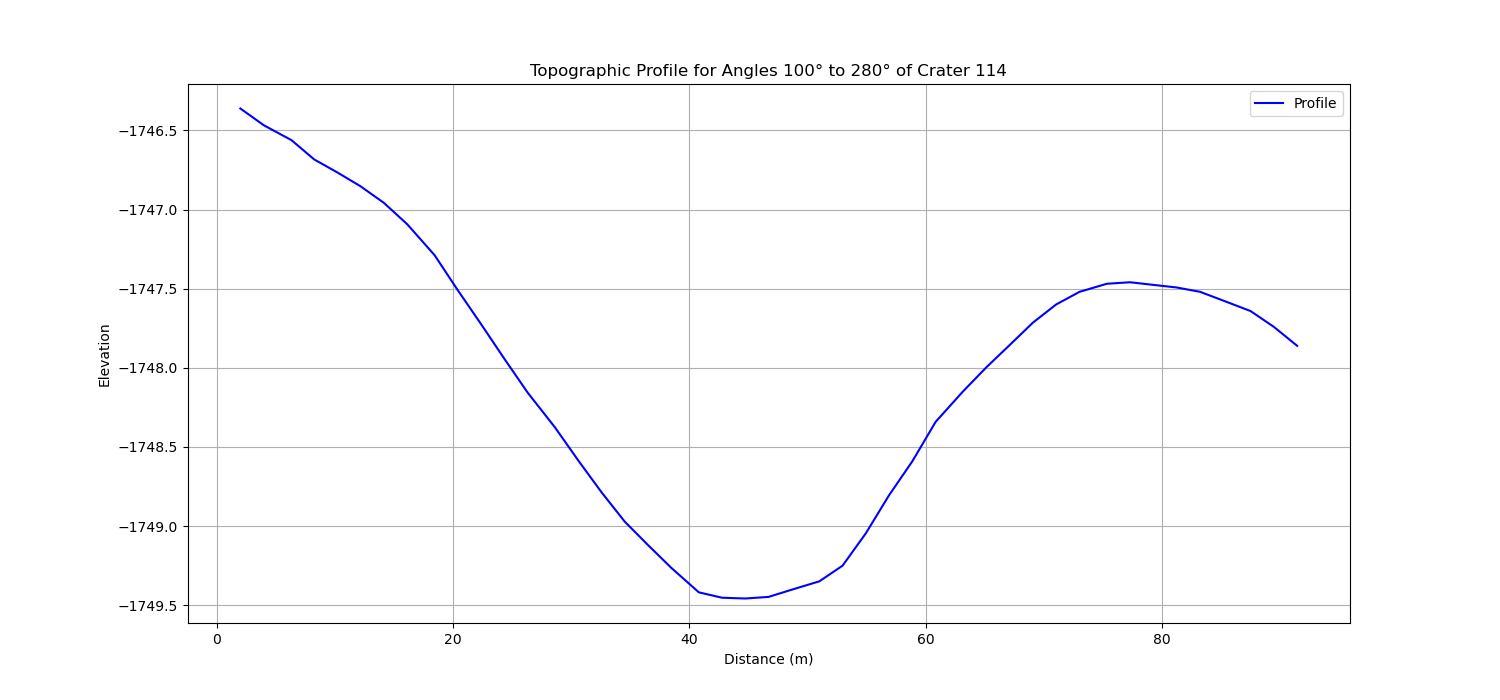 Topographic Profile for Angles 100° to 280° of Crater 114
Profile
−1746.5
−1747.0
−1747.5
−1748.0
−1748.5
−1749.0
−1749.5
Elevation
0 20 40 60 80
Distance (m)